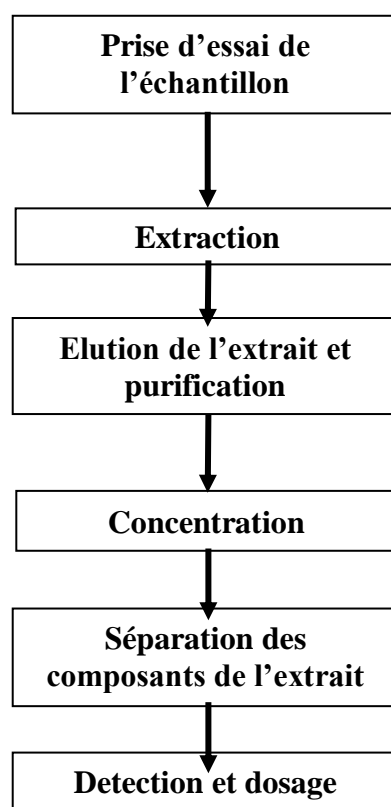 Prise d’essai de
l’échantillon
Extraction
Elution de l’extrait et
purification
Concentration
Séparation des
composants de l’extrait
Detection et dosage